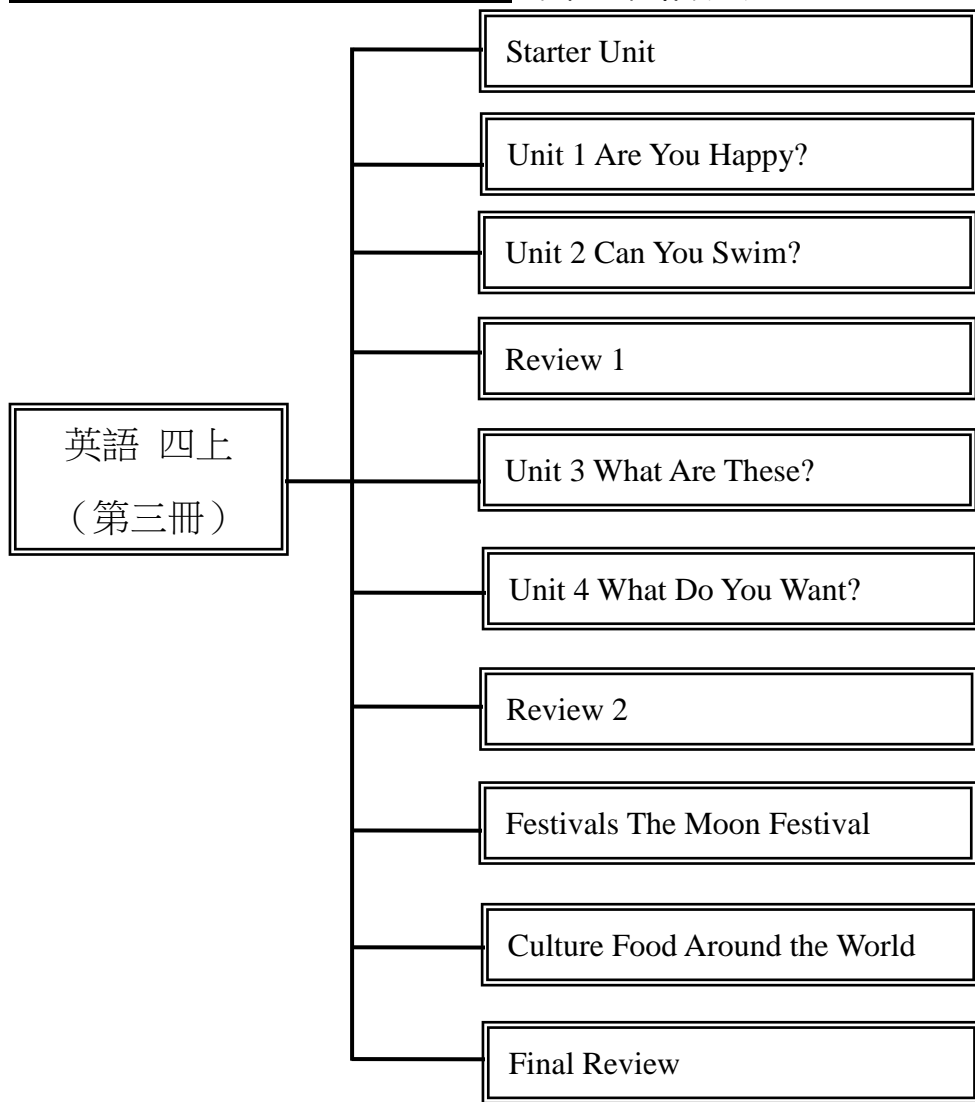 Starter Unit
Unit 1 Are You Happy?
Unit 2 Can You Swim?
Review 1
英語 四上
（第三冊）
Unit 3 What Are These?
Unit 4 What Do You Want?
Review 2
Festivals The Moon Festival
Culture Food Around the World
Final Review